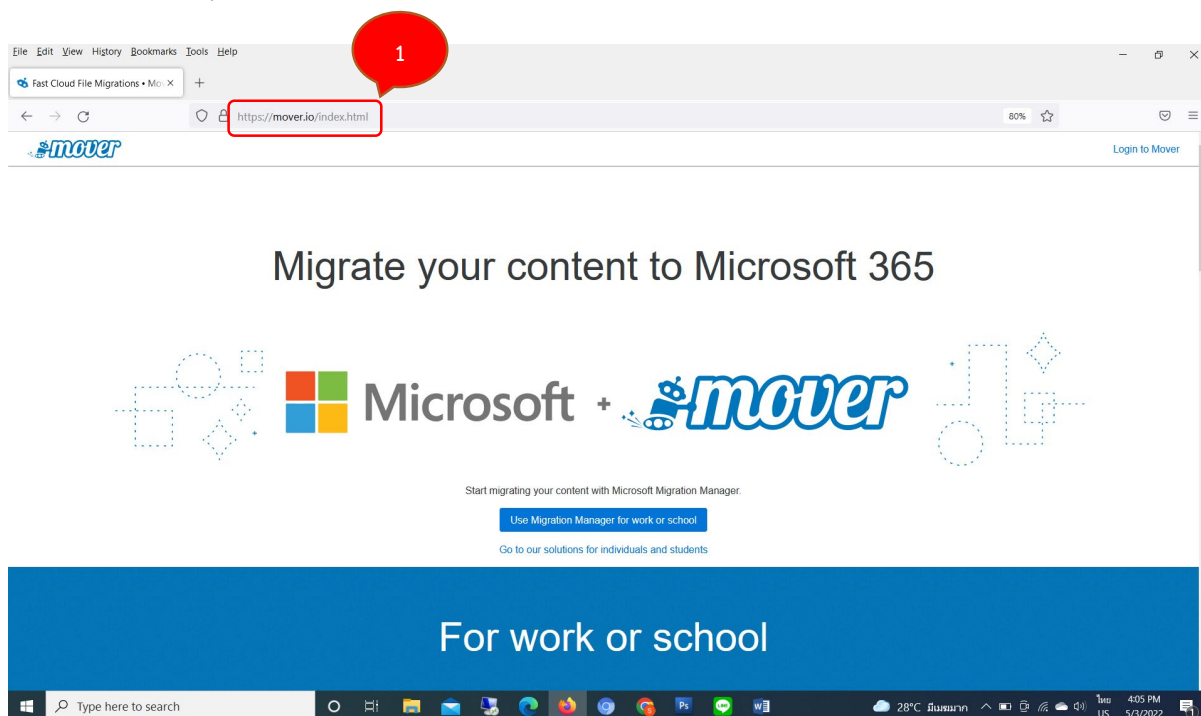 1
File Edit View History Bookmarks Tools Help
Fast Cloud File Migrations • Mov
https://mover.io/index.html
80%
mover
Login to Mover
Migrate your content to Microsoft 365
Microsoft + mover
Start migrating your content with Microsoft Migration Manager.
Use Migration Manager for work or school
Go to our solutions for individuals and students
For work or school
Type here to search
Ps
LINE
W
28°C มีเมฆมาก
ไทย
US
4:05 PM
5/3/2022
1